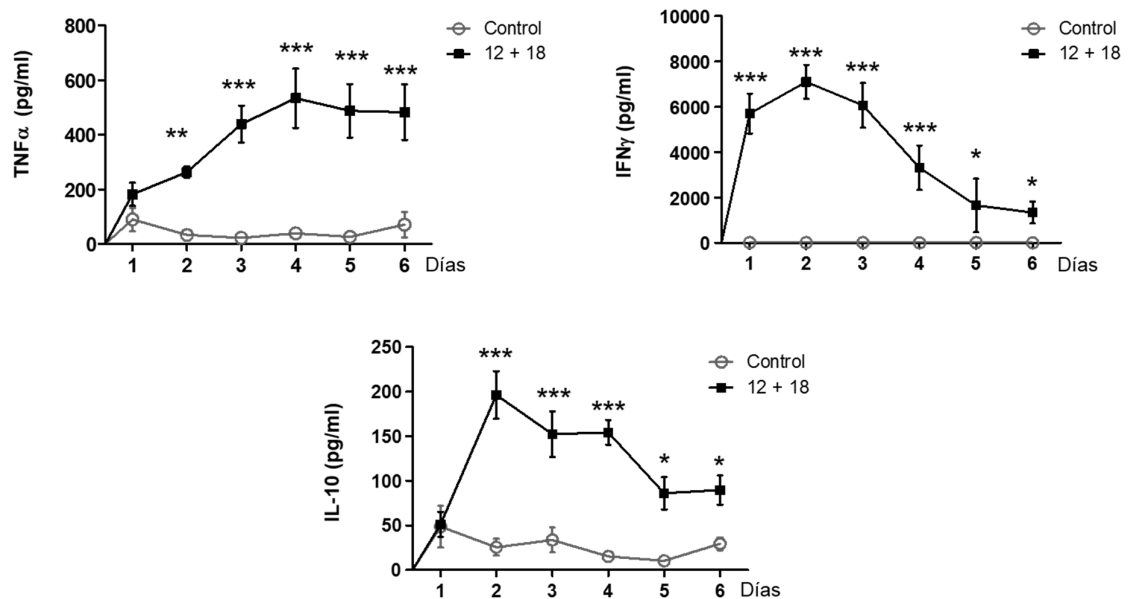 TNFα (pg/ml)
800
600
400
200
0
** *** *** *** ***
1 2 3 4 5 6 Días
Control
12 + 18
IFNγ (pg/ml)
10000
8000
6000
4000
2000
0
*** *** *** *** * *
1 2 3 4 5 6 Días
Control
12 + 18
IL-10 (pg/ml)
250
200
150
100
50
0
*** *** *** * *
1 2 3 4 5 6 Días
Control
12 + 18